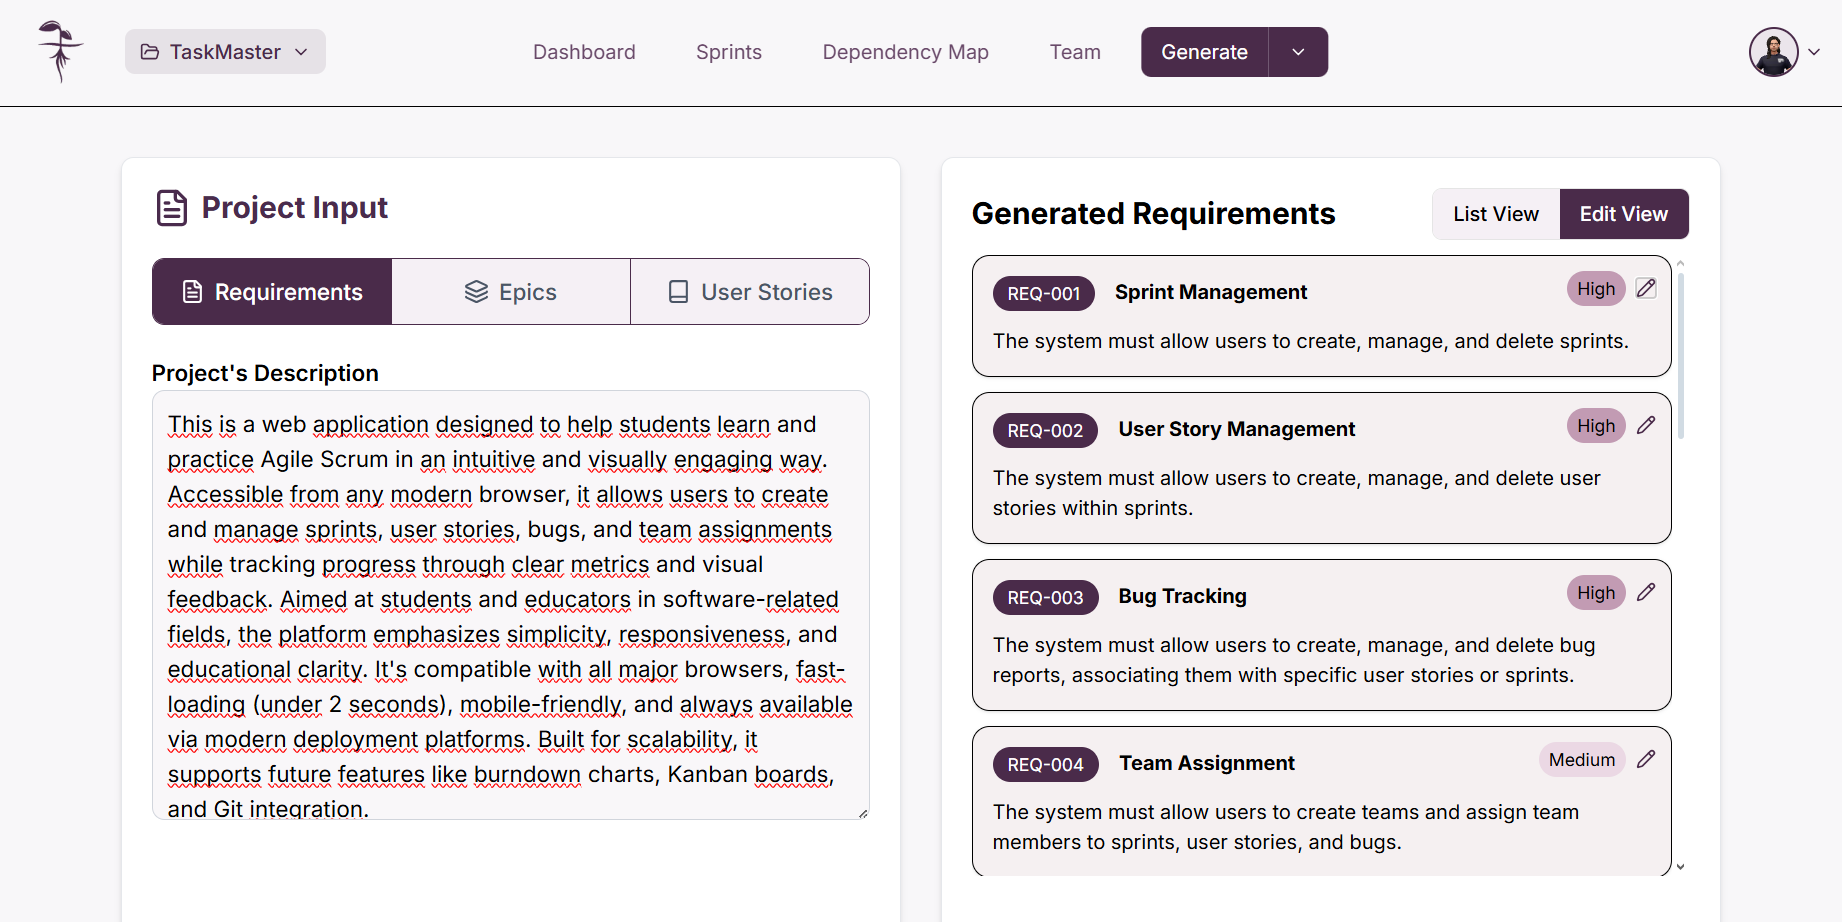 TaskMaster
Dashboard
Sprints
Dependency Map
Team
Generate
Project Input
Requirements
Epics
User Stories
Project's Description
This is a web application designed to help students learn and
practice Agile Scrum in an intuitive and visually engaging way.
Accessible from any modern browser, it allows users to create
and manage sprints, user stories, bugs, and team assignments
while tracking progress through clear metrics and visual
feedback. Aimed at students and educators in software-related
fields, the platform emphasizes simplicity, responsiveness, and
educational clarity. It's compatible with all major browsers, fast-
loading (under 2 seconds), mobile-friendly, and always available
via modern deployment platforms. Built for scalability, it
supports future features like burndown charts, Kanban boards,
and Git integration.
Generated Requirements
List View
Edit View
REQ-001
Sprint Management
High
The system must allow users to create, manage, and delete sprints.
REQ-002
User Story Management
High
The system must allow users to create, manage, and delete user
stories within sprints.
REQ-003
Bug Tracking
High
The system must allow users to create, manage, and delete bug
reports, associating them with specific user stories or sprints.
REQ-004
Team Assignment
Medium
The system must allow users to create teams and assign team
members to sprints, user stories, and bugs.